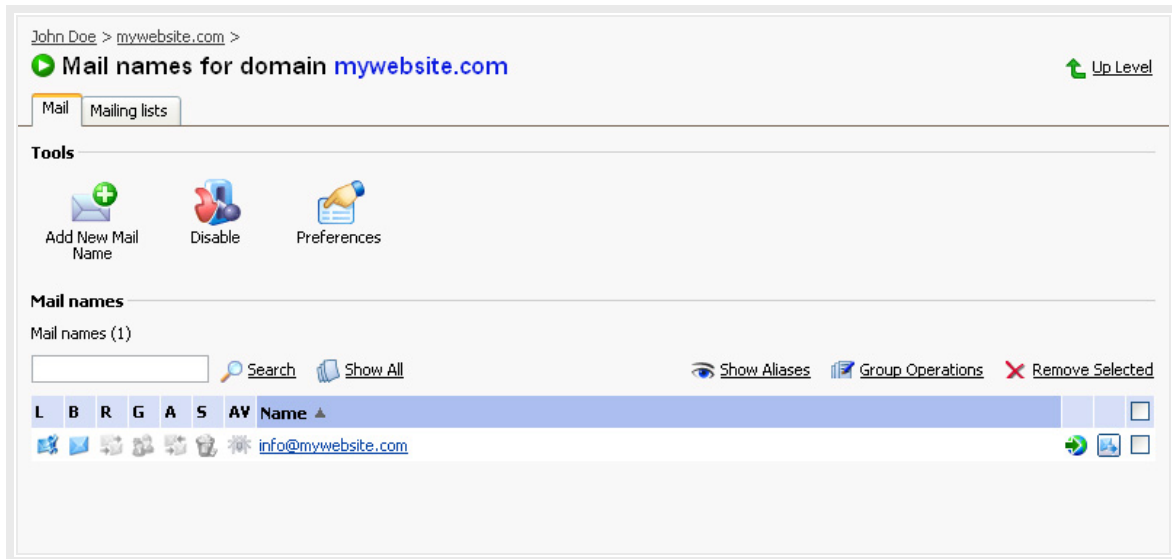 John Doe > mywebsite.com >
Mail names for domain mywebsite.com
Up Level
Mail
Mailing lists
Tools
Add New Mail
Name
Disable
Preferences
Mail names
Mail names (1)
Search
Show All
Show Aliases
Group Operations
Remove Selected
L B R G A S AV Name
info@mywebsite.com